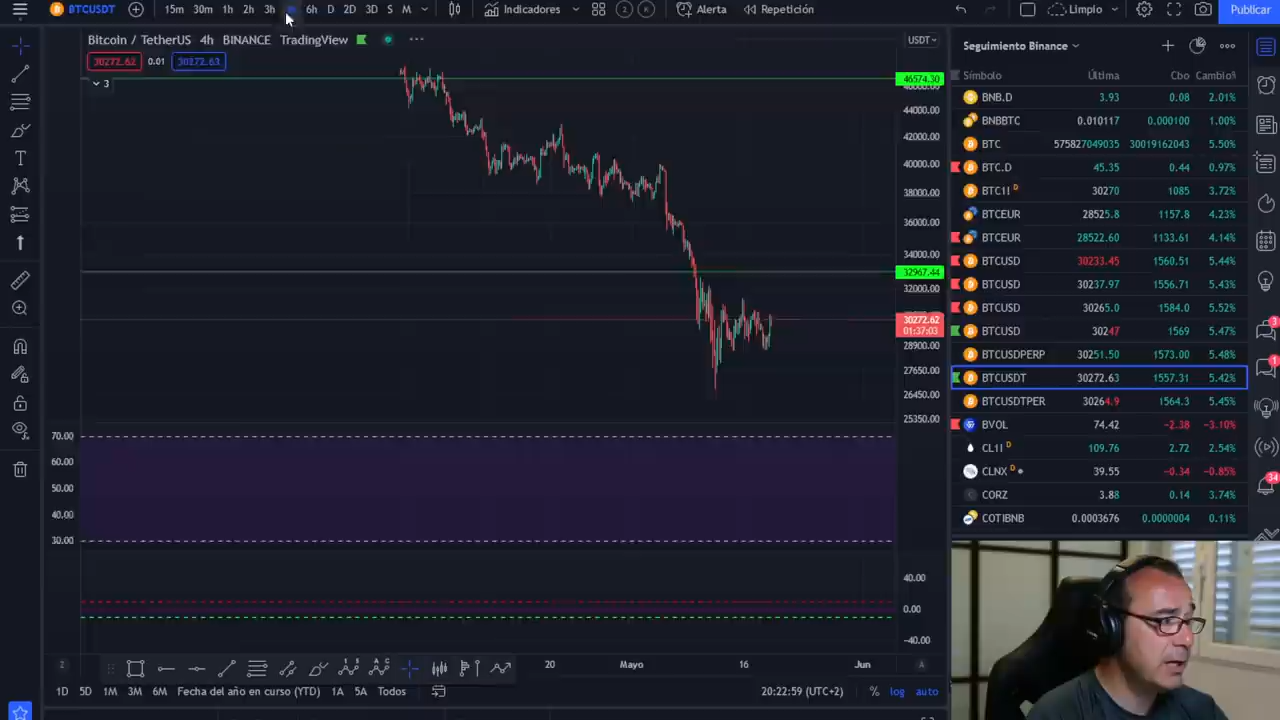 BTCUSDT 15m 30m 1h 2h 3h 6h D 2D 3D S M Indicadores 2 Alerta Repetición Limpio Publicar
Bitcoin / TetherUS 4h BINANCE TradingView USDT
30272.62 0.01 30272.63
3
46574.30
44000.00
42000.00
40000.00
38000.00
36000.00
34000.00
32967.44
32000.00
30272.62
01:37:03
28900.00
27650.00
26450.00
25350.00
70.00
60.00
50.00
40.00
30.00
40.00
0.00
-40.00
20 Mayo 16 Jun
1D 5D 1M 3M 6M Fecha del año en curso (YTD) 1A 5A Todos 20:22:59 (UTC+2) % log auto
Seguimiento Binance
Símbolo Última Cbo Cambio%
BNB.D 3.93 0.08 2.01%
BNBBTC 0.010117 0.000100 1.00%
BTC 575827049035 30019162043 5.50%
BTC.D 45.35 0.44 0.97%
BTC1! D 30270 1085 3.72%
BTCEUR 28525.8 1157.8 4.23%
BTCEUR 28522.60 1133.61 4.14%
BTCUSD 30233.45 1560.51 5.44%
BTCUSD 30237.97 1556.71 5.43%
BTCUSD 30265.0 1584.0 5.52%
BTCUSD 30247 1569 5.47%
BTCUSDPERP 30251.50 1573.00 5.48%
BTCUSDT 30272.63 1557.31 5.42%
BTCUSDTPER 30264.9 1564.3 5.45%
BVOL 74.42 -2.38 -3.10%
CL1! D 109.76 2.72 2.54%
CLNX D 39.55 -0.34 -0.85%
CORZ 3.88 0.14 3.74%
COTIBNB 0.0003676 0.0000004 0.11%
3
1
34